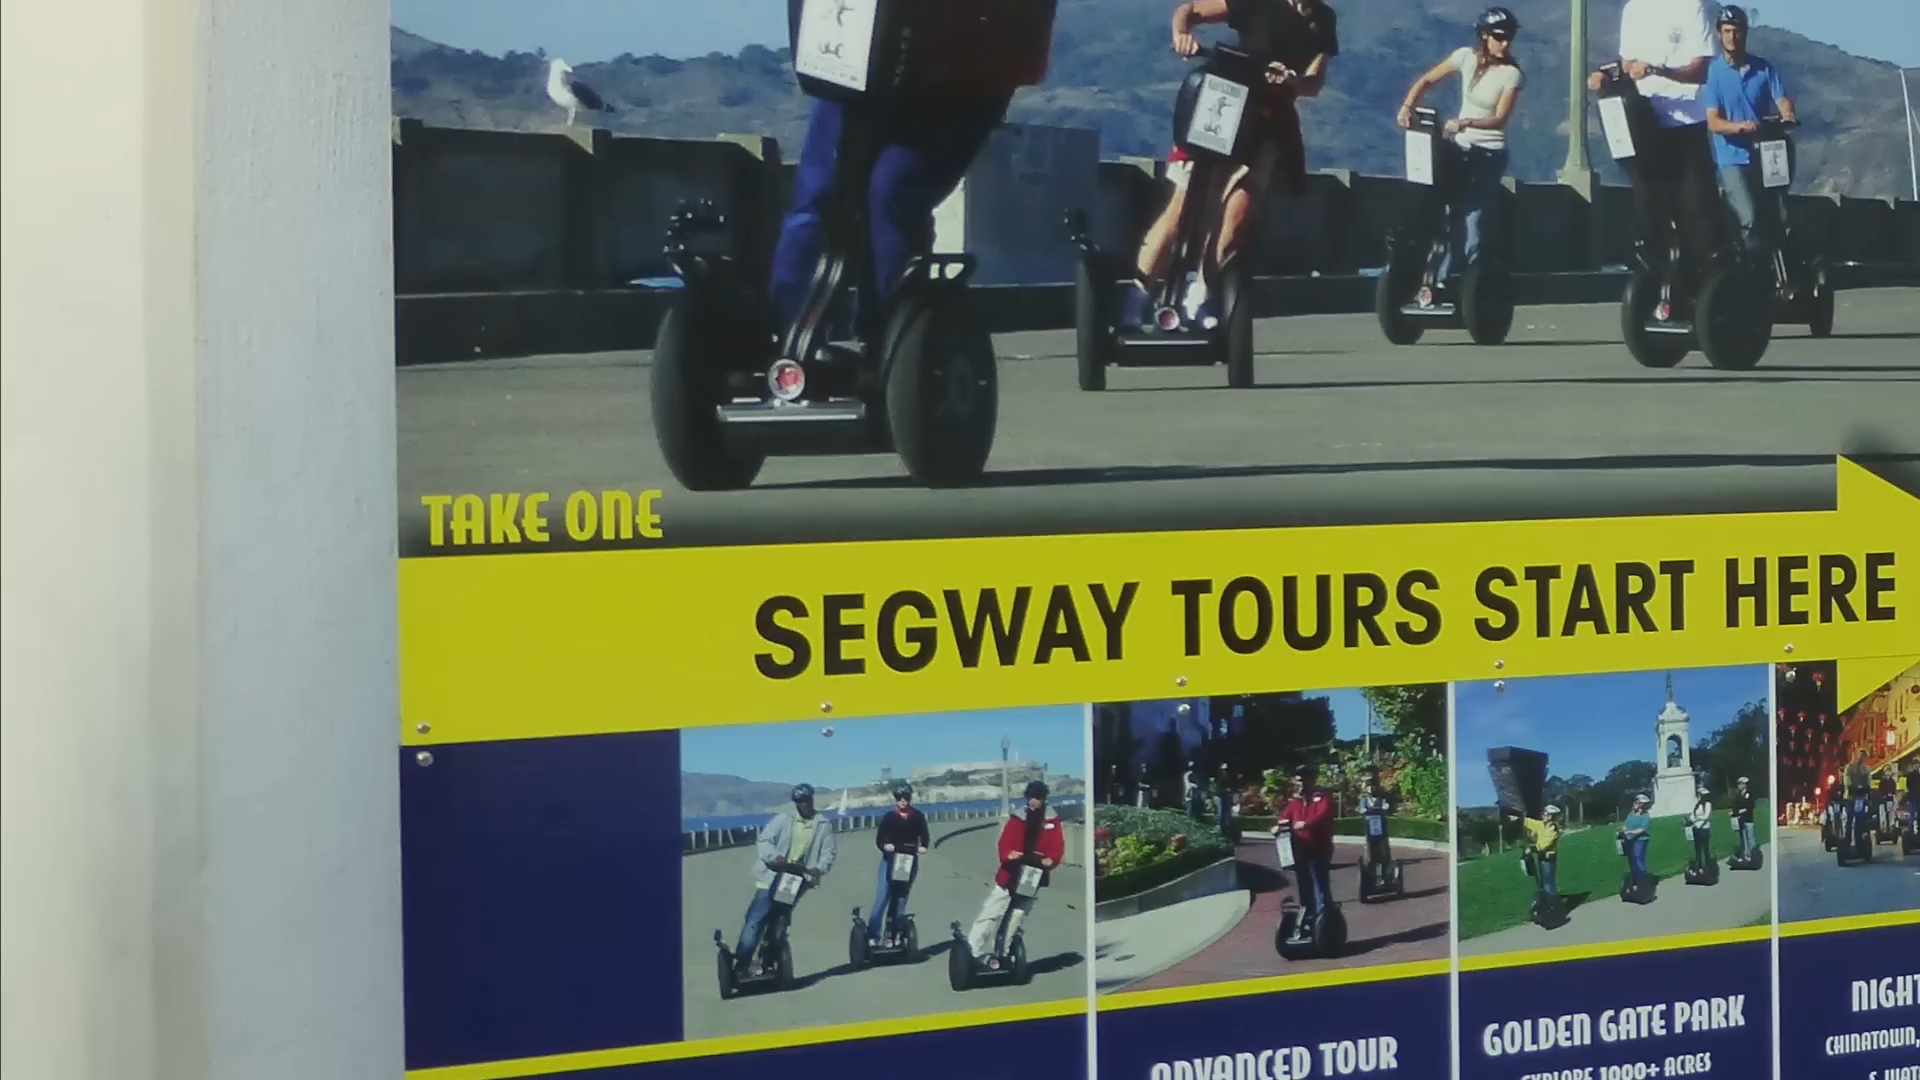 TAKE ONE
SEGWAY TOURS START HERE
ADVANCED TOUR
GOLDEN GATE PARK
EXPLORE 1000+ ACRES
NIGHT
CHINATOWN,